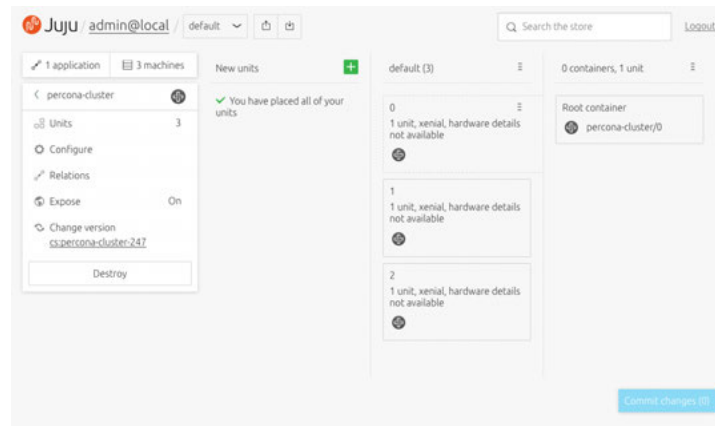 Juju / admin@local / default
Search the store
Logout
1 application
3 machines
percona-cluster
Units 3
Configure
Relations
Expose On
Change version
cs:percona-cluster-247
Destroy
New units
You have placed all of your
units
default (3)
0
1 unit, xenial, hardware details
not available
1
1 unit, xenial, hardware details
not available
2
1 unit, xenial, hardware details
not available
0 containers, 1 unit
Root container
percona-cluster/0
Commit changes (0)